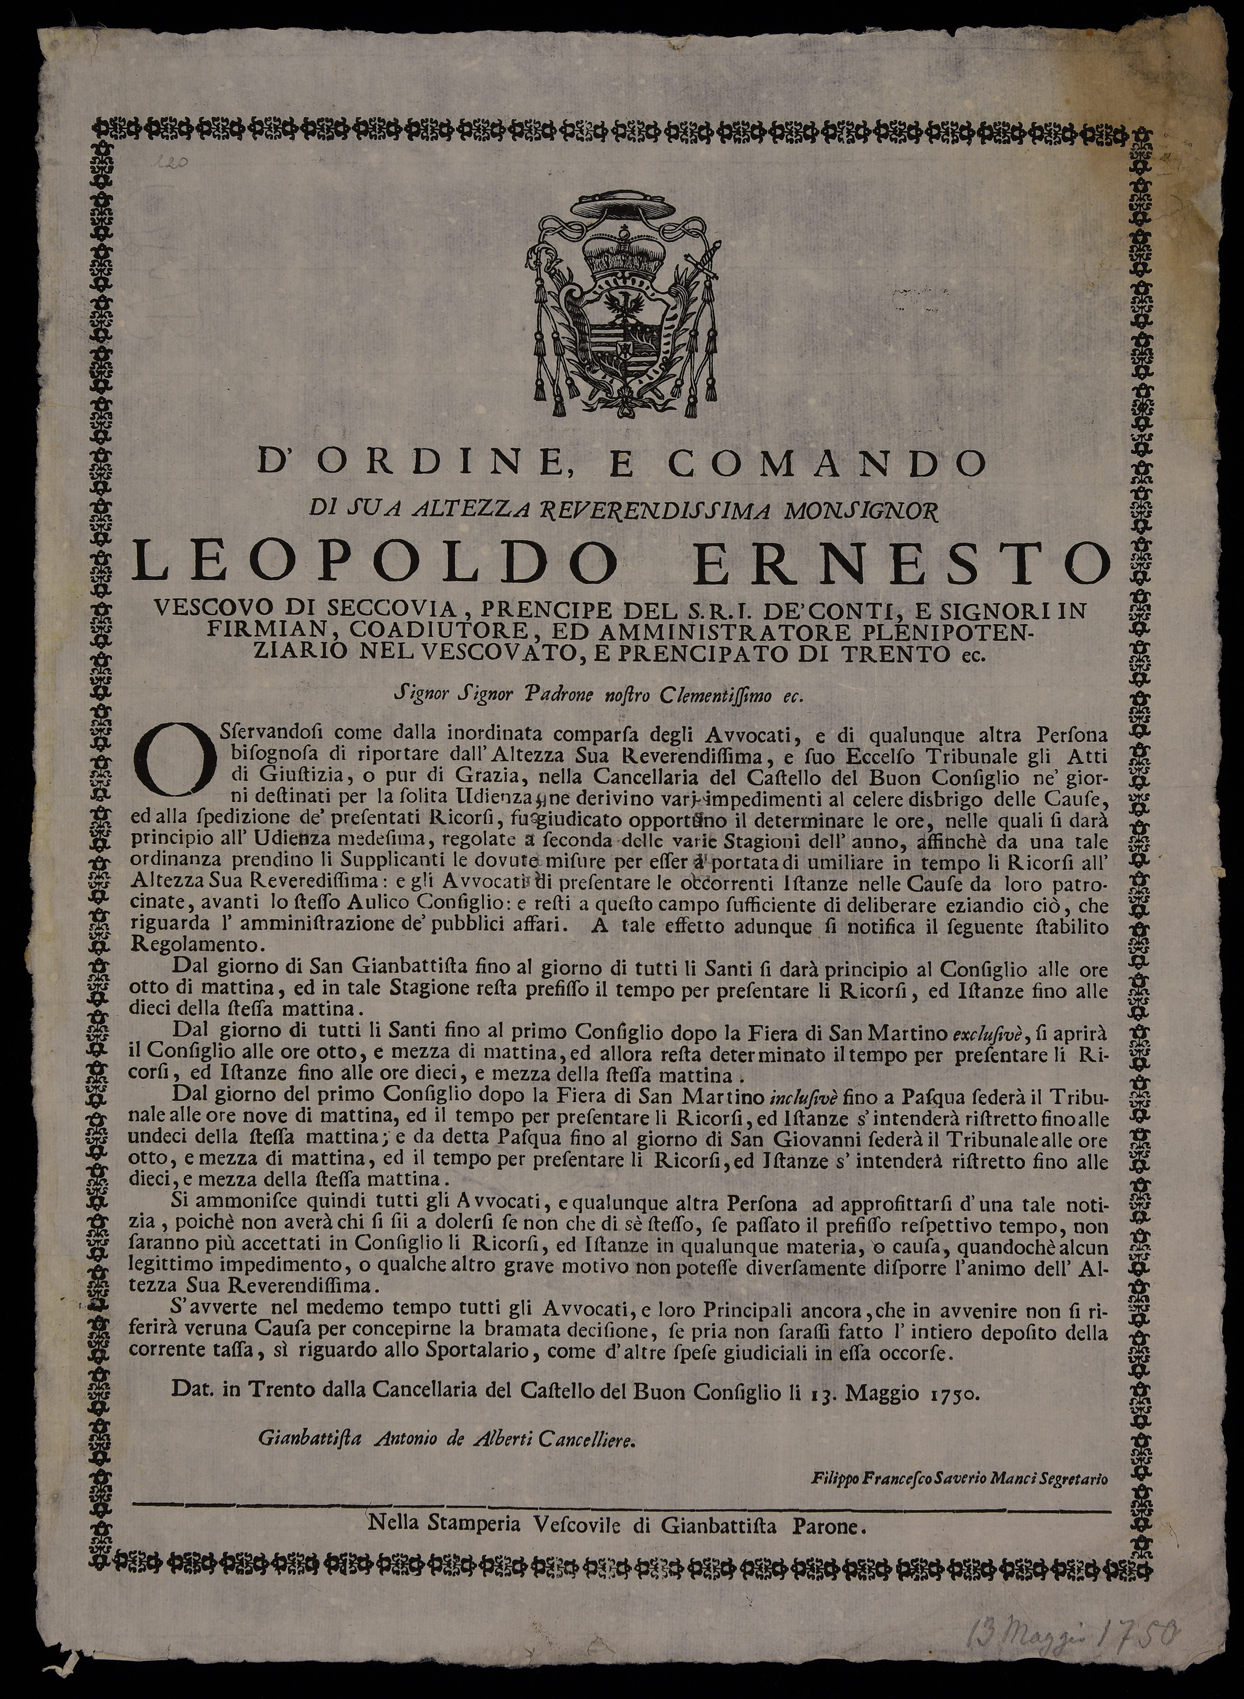 120
D' ORDINE, E COMANDO
DI SUA ALTEZZA REVERENDISSIMA MONSIGNOR
LEOPOLDO ERNESTO
VESCOVO DI SECCOVIA, PRENCIPE DEL S.R.I. DE' CONTI, E SIGNORI IN
FIRMIAN, COADIUTORE, ED AMMINISTRATORE PLENIPOTEN-
ZIARIO NEL VESCOVATO, E PRENCIPATO DI TRENTO ec.
Signor Signor Padrone noſtro Clementiſſimo ec.
OSſervandoſi come dalla inordinata comparſa degli Avvocati, e di qualunque altra Perſona
biſognoſa di riportare dall' Altezza Sua Reverendiſſima, e ſuo Eccelſo Tribunale gli Atti
di Giuſtizia, o pur di Grazia, nella Cancellaria del Caſtello del Buon Conſiglio ne' gior-
ni deſtinati per la ſolita Udienza, ne derivino varj impedimenti al celere disbrigo delle Cauſe,
ed alla ſpedizione de' preſentati Ricorſi, fu giudicato opportuno il determinare le ore, nelle quali ſi darà
principio all' Udienza medeſima, regolate a ſeconda delle varie Stagioni dell' anno, affinchè da una tale
ordinanza prendino li Supplicanti le dovute miſure per eſſer a' portata di umiliare in tempo li Ricorſi all'
Altezza Sua Reverediſſima: e gli Avvocati di preſentare le occorrenti Iſtanze nelle Cauſe da loro patro-
cinate, avanti lo ſteſſo Aulico Conſiglio: e reſti a queſto campo ſufficiente di deliberare eziandio ciò, che
riguarda l' amminiſtrazione de' pubblici affari. A tale effetto adunque ſi notifica il ſeguente ſtabilito
Regolamento.
Dal giorno di San Gianbattiſta fino al giorno di tutti li Santi ſi darà principio al Conſiglio alle ore
otto di mattina, ed in tale Stagione reſta prefiſſo il tempo per preſentare li Ricorſi, ed Iſtanze fino alle
dieci della ſteſſa mattina.
Dal giorno di tutti li Santi fino al primo Conſiglio dopo la Fiera di San Martino excluſivè, ſi aprirà
il Conſiglio alle ore otto, e mezza di mattina, ed allora reſta determinato il tempo per preſentare li Ri-
corſi, ed Iſtanze fino alle ore dieci, e mezza della ſteſſa mattina.
Dal giorno del primo Conſiglio dopo la Fiera di San Martino incluſivè fino a Paſqua ſederà il Tribu-
nale alle ore nove di mattina, ed il tempo per preſentare li Ricorſi, ed Iſtanze s' intenderà riſtretto fino alle
undeci della ſteſſa mattina; e da detta Paſqua fino al giorno di San Giovanni ſederà il Tribunale alle ore
otto, e mezza di mattina, ed il tempo per preſentare li Ricorſi, ed Iſtanze s' intenderà riſtretto fino alle
dieci, e mezza della ſteſſa mattina.
Si ammoniſce quindi tutti gli Avvocati, e qualunque altra Perſona ad approfittarſi d' una tale noti-
zia, poichè non averà chi ſi ſii a dolerſi ſe non che di sè ſteſſo, ſe paſſato il prefiſſo reſpettivo tempo, non
ſaranno più accettati in Conſiglio li Ricorſi, ed Iſtanze in qualunque materia, o cauſa, quandochè alcun
legittimo impedimento, o qualche altro grave motivo non poteſſe diverſamente diſporre l'animo dell' Al-
tezza Sua Reverendiſſima.
S'avverte nel medemo tempo tutti gli Avvocati, e loro Principali ancora, che in avvenire non ſi ri-
ferirà veruna Cauſa per concepirne la bramata deciſione, ſe pria non ſaraſſi fatto l' intiero depoſito della
corrente taſſa, sì riguardo allo Sportalario, come d'altre ſpeſe giudiciali in eſſa occorſe.
Dat. in Trento dalla Cancellaria del Caſtello del Buon Conſiglio li 13. Maggio 1750.
Gianbattiſta Antonio de Alberti Cancelliere.
Filippo Franceſco Saverio Manci Segretario
Nella Stamperia Veſcovile di Gianbattiſta Parone.
13 Maggio 1750